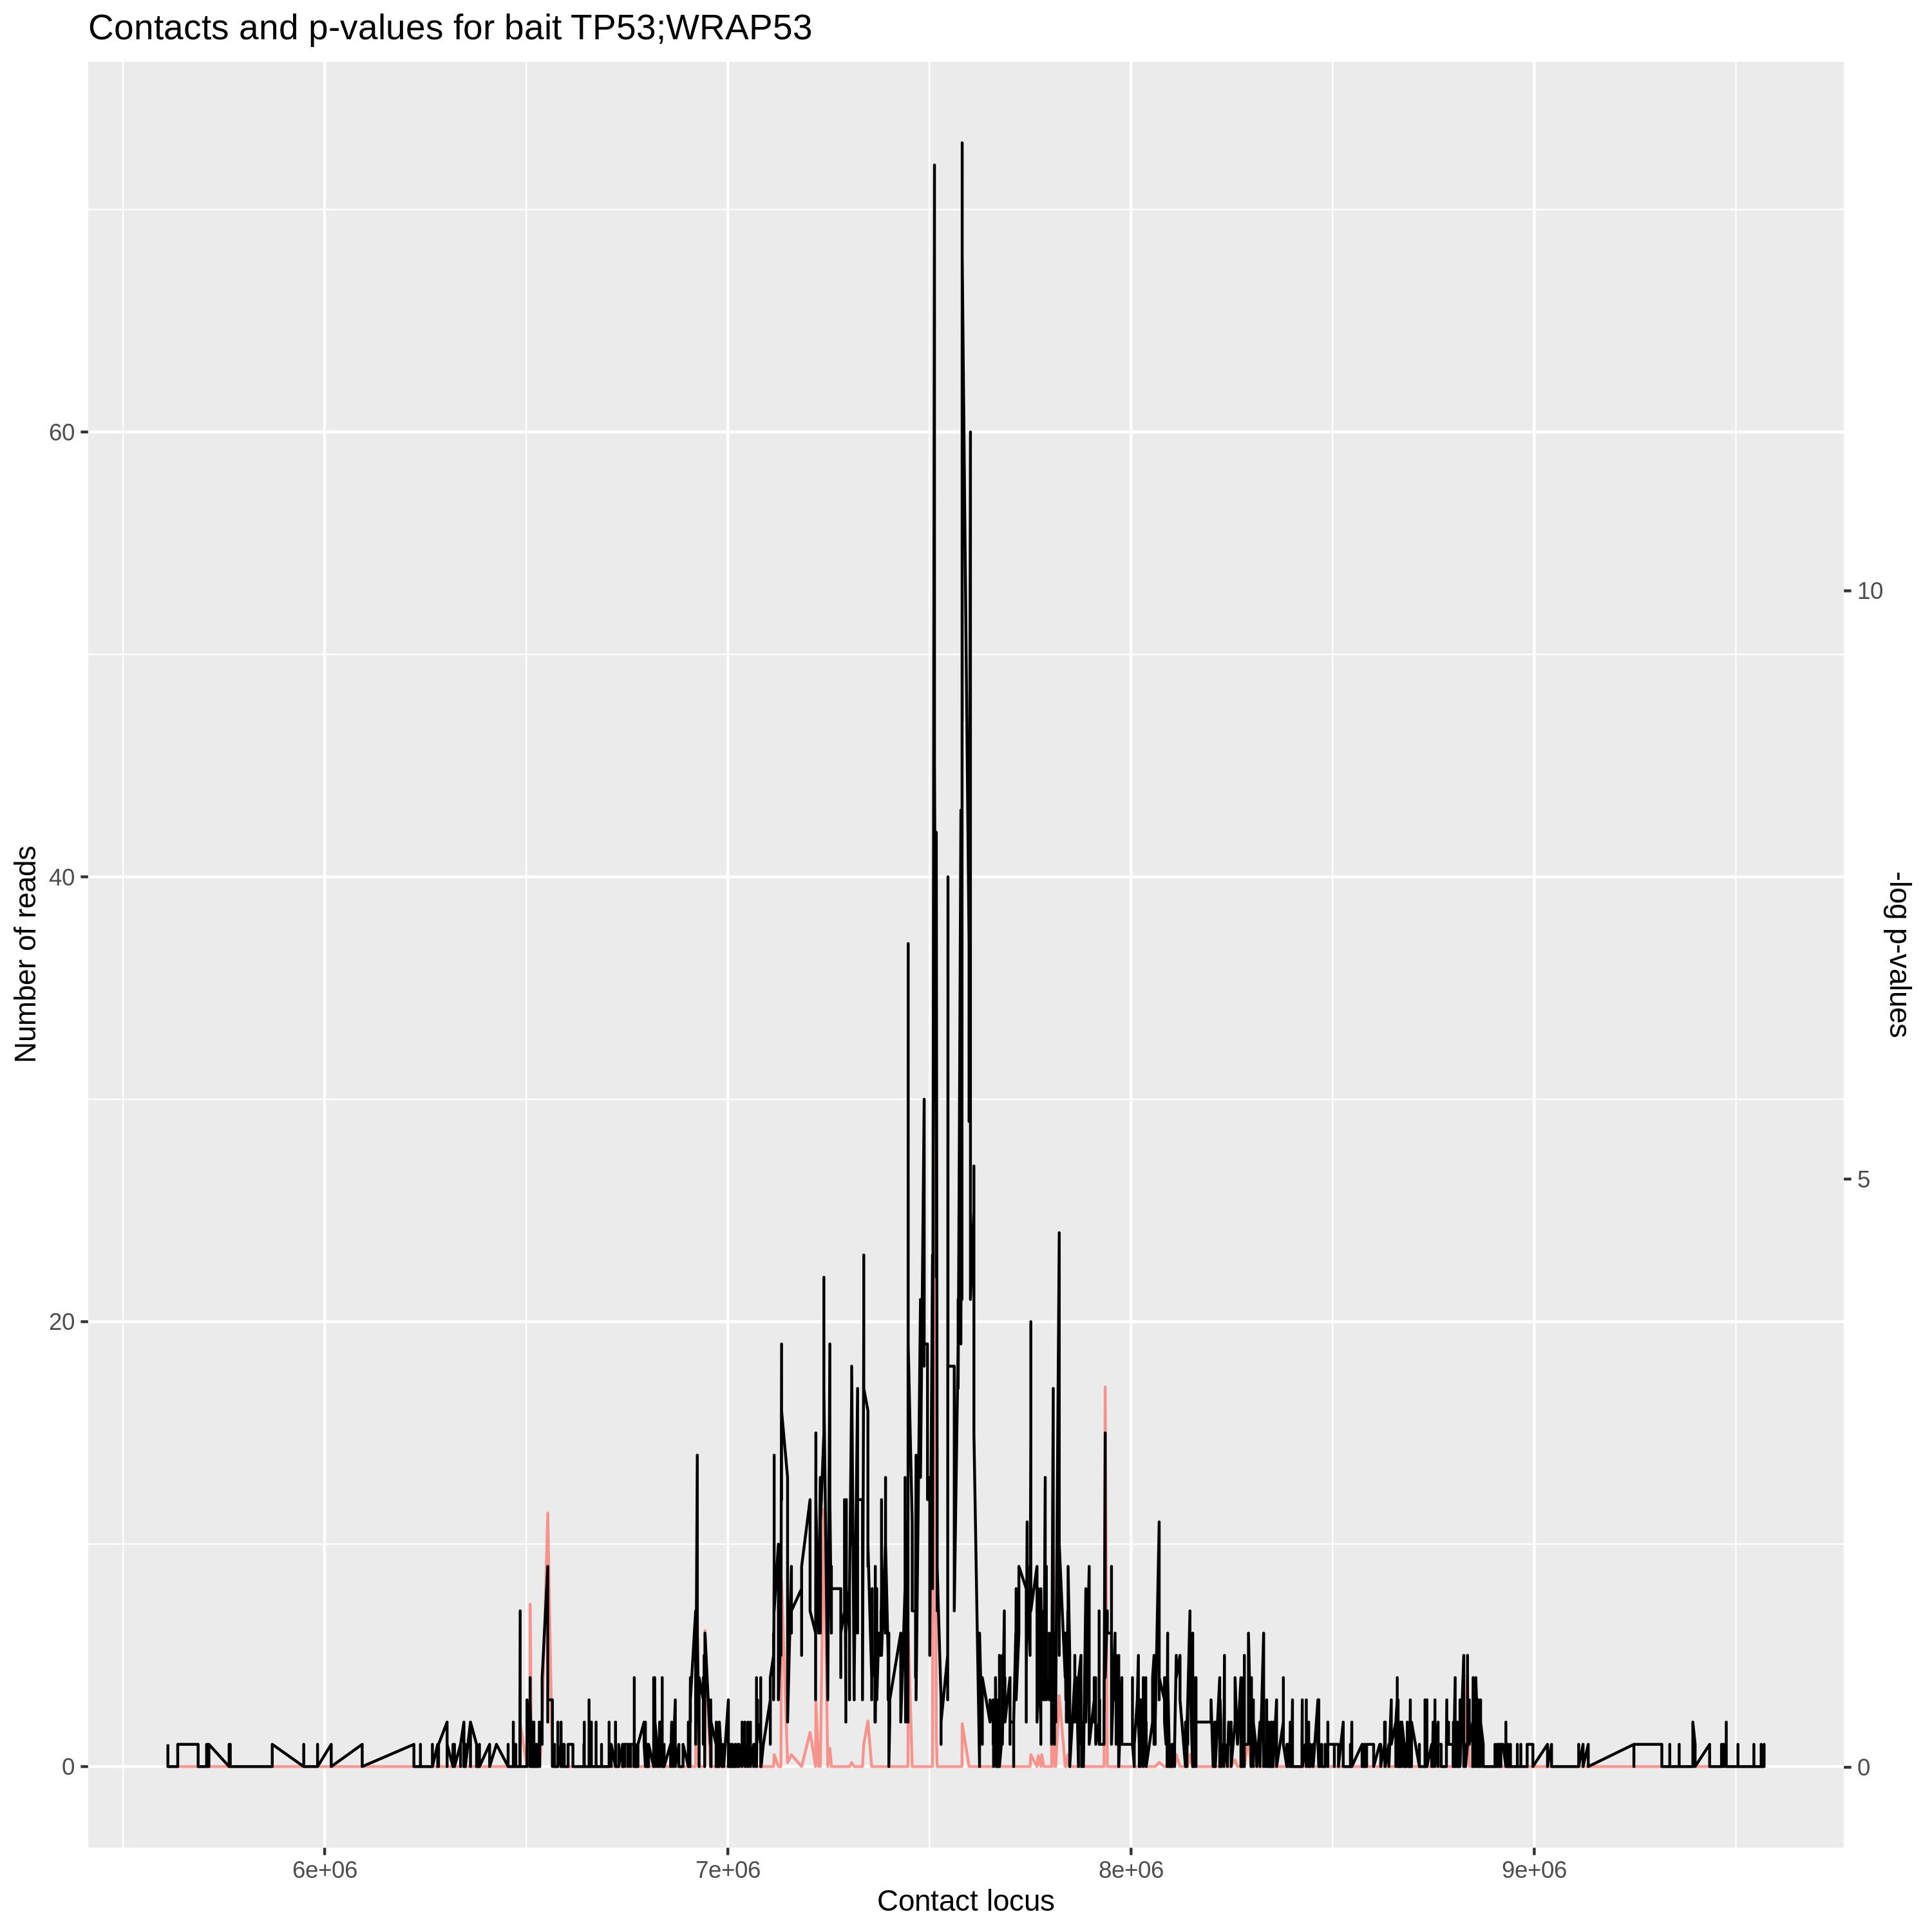 Contacts and p-values for bait TP53;WRAP53
Number of reads
60
40
20
0
10
5
0
-log p-values
6e+06 7e+06 8e+06 9e+06
Contact locus